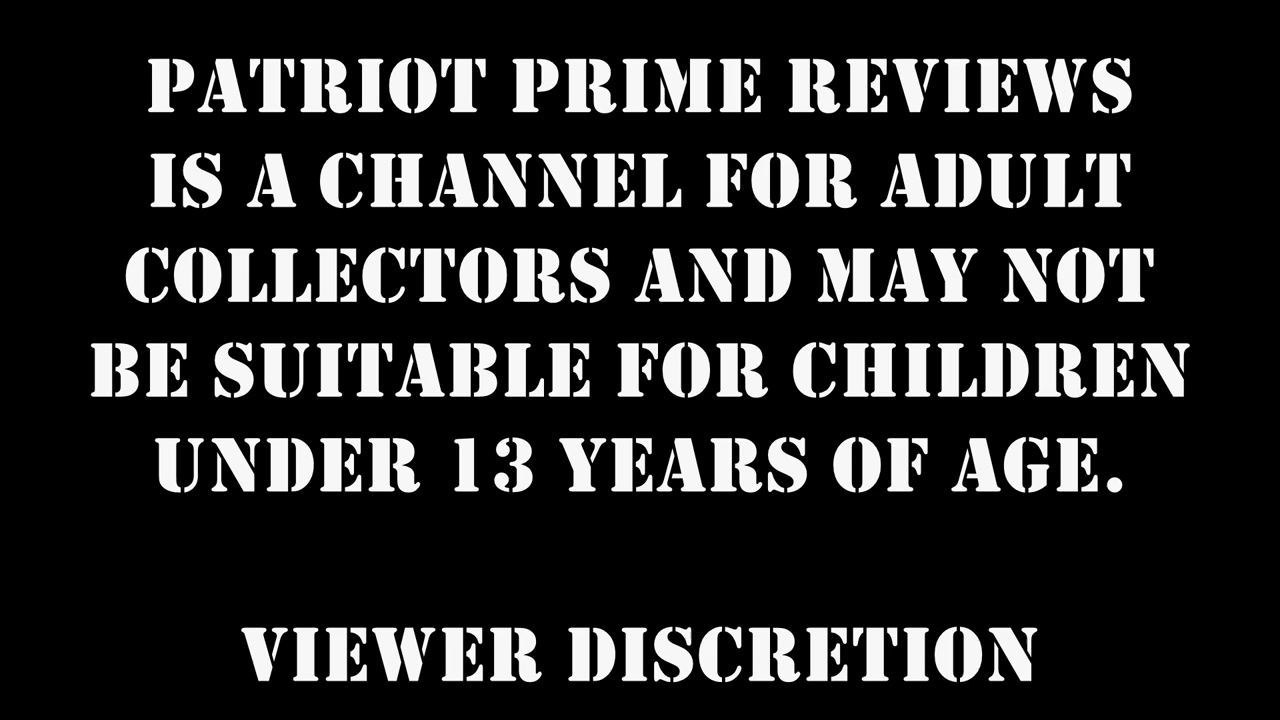 PATRIOT PRIME REVIEWS
IS A CHANNEL FOR ADULT
COLLECTORS AND MAY NOT
BE SUITABLE FOR CHILDREN
UNDER 13 YEARS OF AGE.
VIEWER DISCRETION